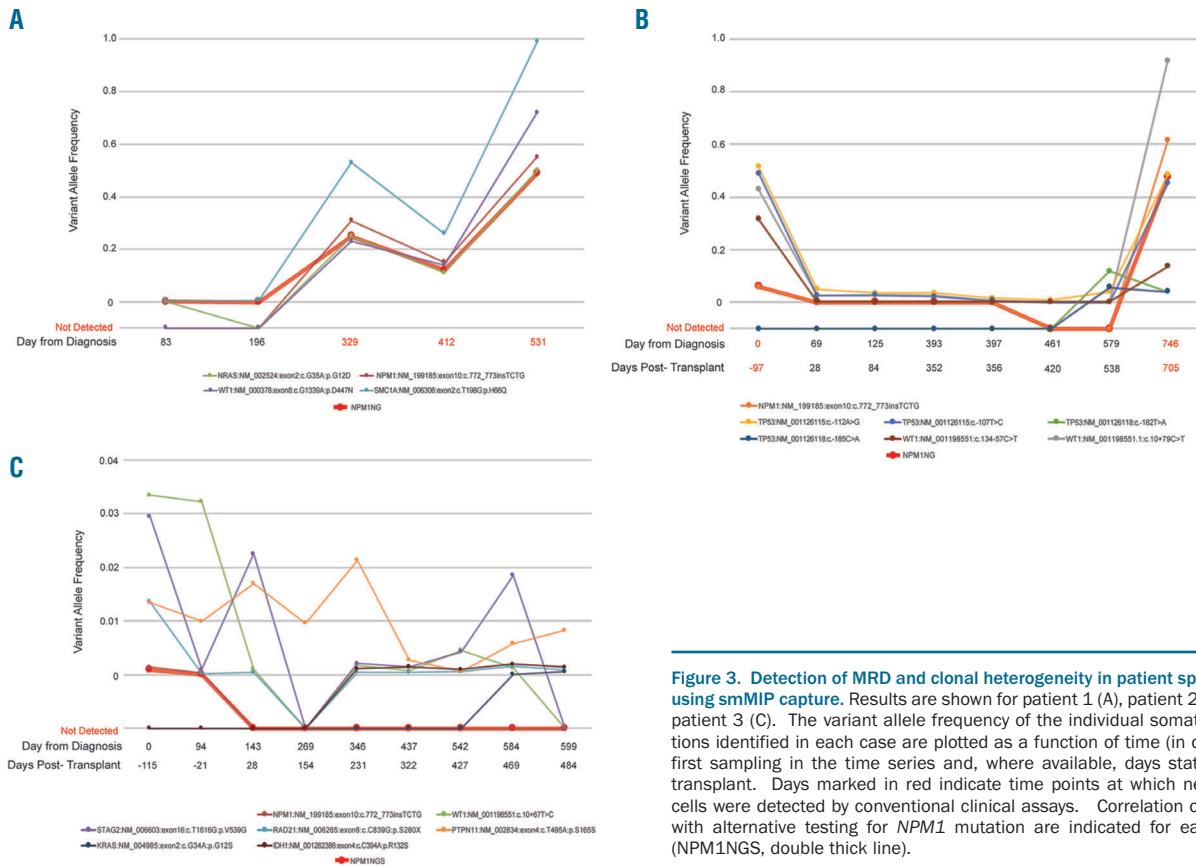 A
1.0
0.8
0.6
0.4
0.2
0
Variant Allele Frequency
Not Detected
Day from Diagnosis 83 196 329 412 531
NRAS:NM_002524:exon2:c.G35A:p.G12D NPM1:NM_199185:exon10:c.772_773insTCTG
WT1:NM_000378:exon8:c.G1339A:p.D447N SMC1A:NM_006306:exon2:c.T198G:p.H66Q
NPM1NG
B
1.0
0.8
0.6
0.4
0.2
0
Variant Allele Frequency
Not Detected
Day from Diagnosis 0 69 125 393 397 461 579 746
Days Post- Transplant -97 28 84 352 356 420 538 705
NPM1:NM_199185:exon10:c.772_773insTCTG
TP53:NM_001126115:c.-112A>G TP53:NM_001126115:c.-107T>C TP53:NM_001126118:c.-182T>A
TP53:NM_001126118:c.-185C>A WT1:NM_001198551:c.134-57C>T WT1:NM_001198551.1:c.10+79C>T
NPM1NG
C
0.04
0.03
0.02
0.01
0
Variant Allele Frequency
Not Detected
Day from Diagnosis 0 94 143 269 346 437 542 584 599
Days Post- Transplant -115 -21 28 154 231 322 427 469 484
NPM1:NM_199185:exon10:c.772_773insTCTG WT1:NM_001198551:c.10+67T>C
STAG2:NM_006603:exon16:c.T1616G:p.V539G RAD21:NM_006265:exon8:c.C839G:p.S280X PTPN11:NM_002834:exon4:c.T495A:p.S165S
KRAS:NM_004985:exon2:c.G34A:p.G12S IDH1:NM_001282386:exon4:c.C394A:p.R132S
NPM1NGS
Figure 3. Detection of MRD and clonal heterogeneity in patient sp
using smMIP capture. Results are shown for patient 1 (A), patient 2
patient 3 (C). The variant allele frequency of the individual somat
tions identified in each case are plotted as a function of time (in
first sampling in the time series and, where available, days stat
transplant. Days marked in red indicate time points at which ne
cells were detected by conventional clinical assays. Correlation
with alternative testing for NPM1 mutation are indicated for ea
(NPM1NGS, double thick line).